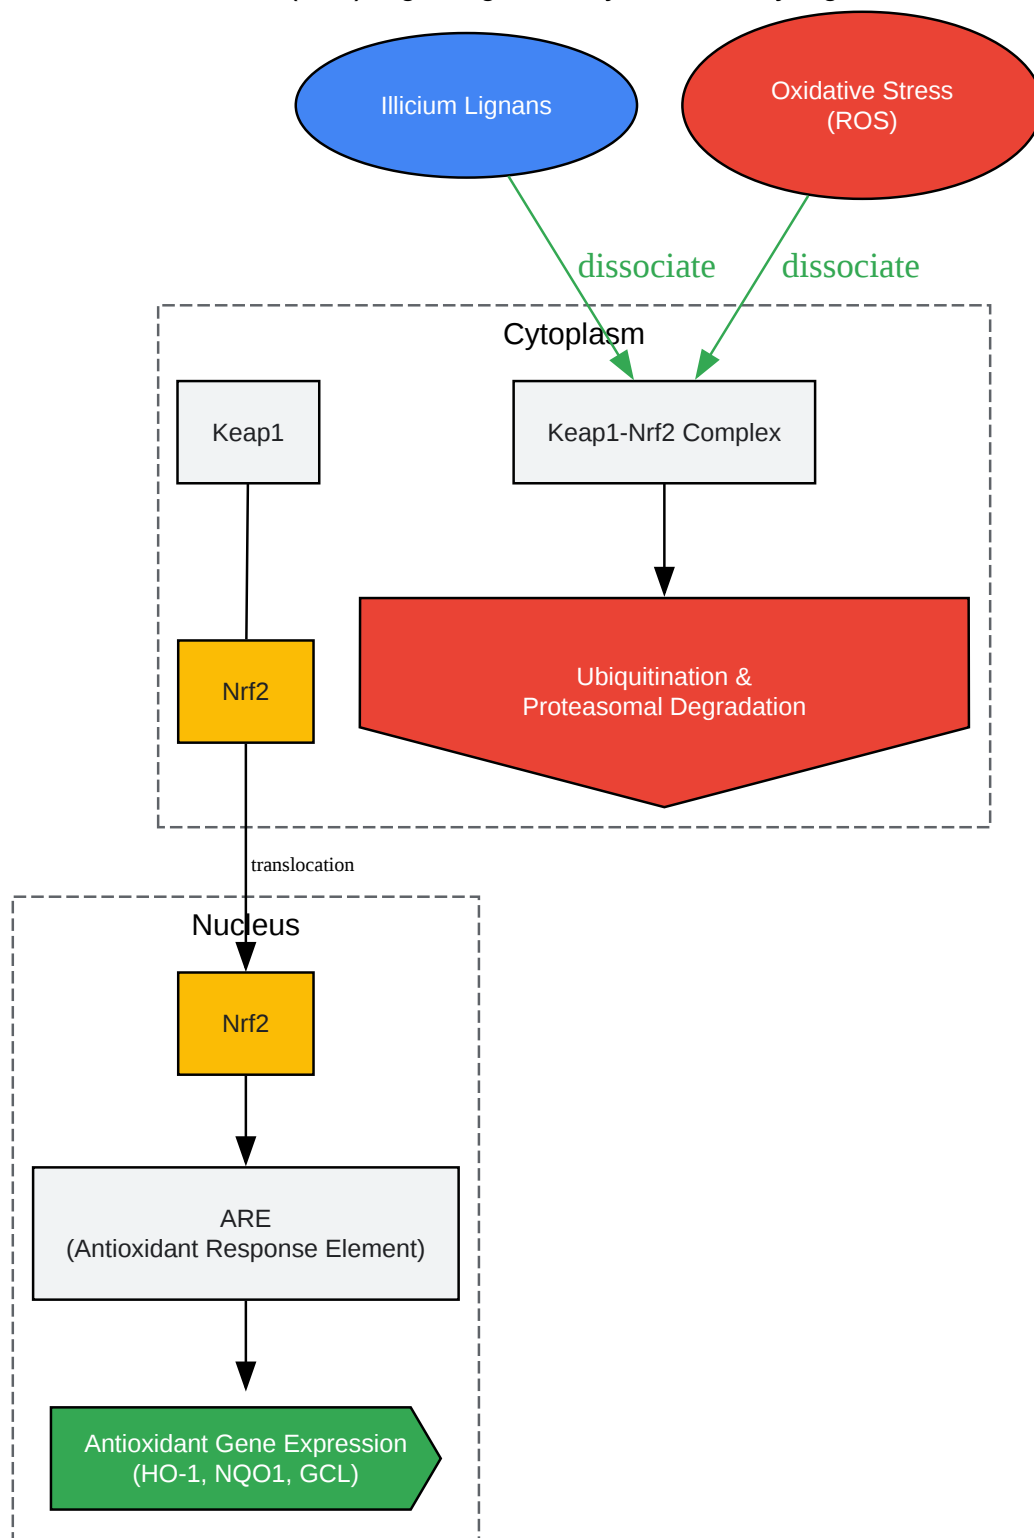 Illicium Lignans
Oxidative Stress
(ROS)
dissociate
dissociate
Cytoplasm
Keap1
Keap1-Nrf2 Complex
Nrf2
Ubiquitination &
Proteasomal Degradation
translocation
Nucleus
Nrf2
ARE
(Antioxidant Response Element)
Antioxidant Gene Expression
(HO-1, NQO1, GCL)